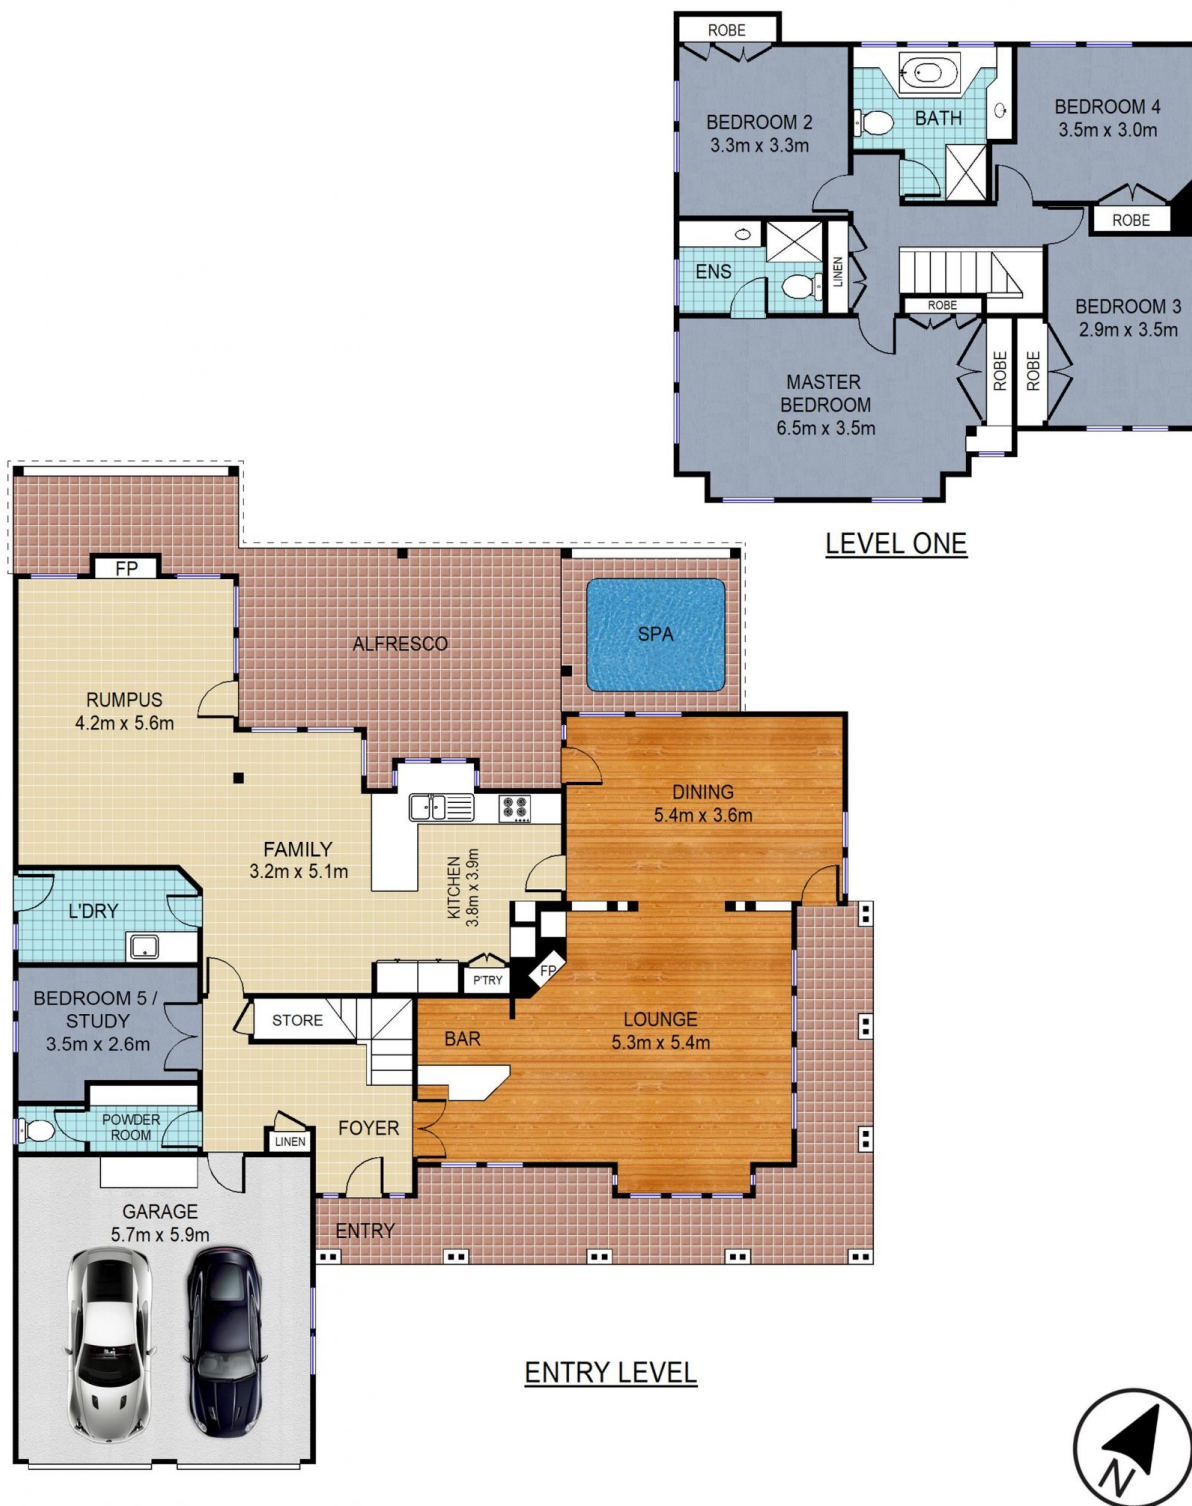 ROBE
BEDROOM 2
3.3m x 3.3m
BATH
BEDROOM 4
3.5m x 3.0m
ROBE
ENS
LINEN
ROBE
BEDROOM 3
2.9m x 3.5m
MASTER
BEDROOM
6.5m x 3.5m
ROBE
ROBE
LEVEL ONE
FP
ALFRESCO
SPA
RUMPUS
4.2m x 5.6m
DINING
5.4m x 3.6m
FAMILY
3.2m x 5.1m
KITCHEN
3.8m x 3.9m
L'DRY
P'TRY
FP
BEDROOM 5 /
STUDY
3.5m x 2.6m
STORE
BAR
LOUNGE
5.3m x 5.4m
POWDER
ROOM
LINEN
FOYER
GARAGE
5.7m x 5.9m
ENTRY
ENTRY LEVEL
N